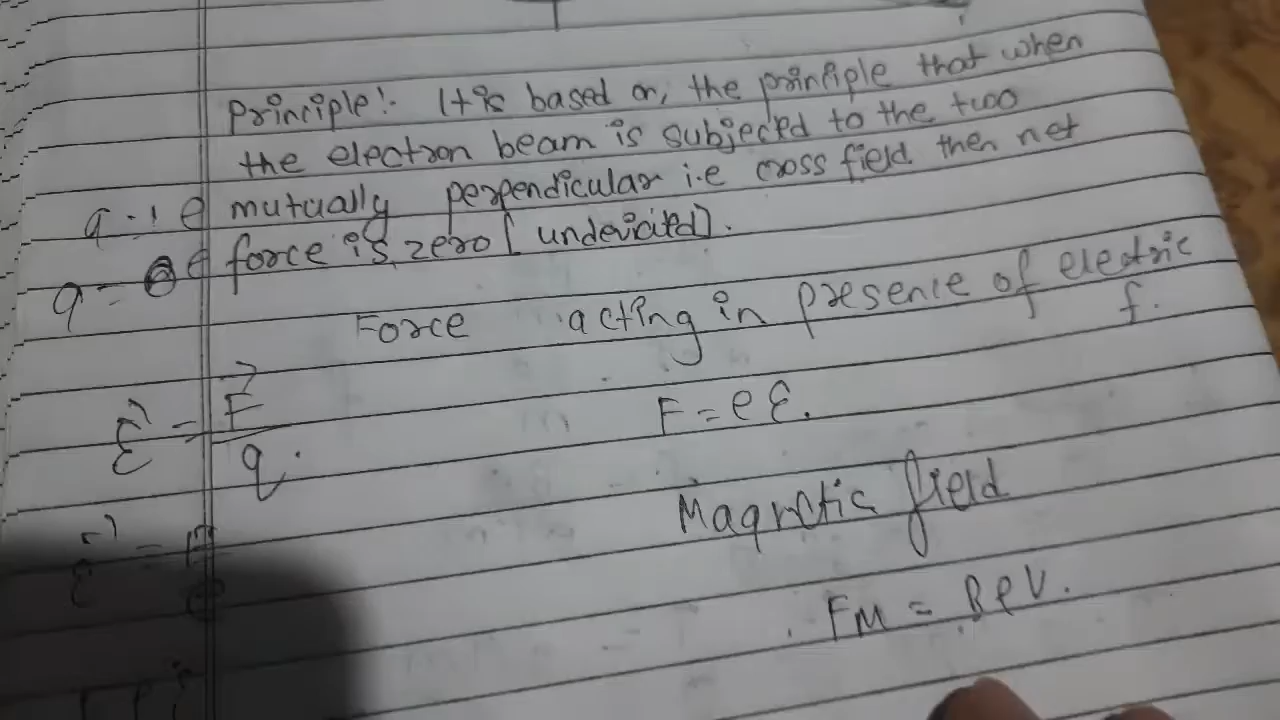 Principle:- It is based on, the prinfiple that when
the electron beam is subjected to the two
mutually perpendicular i.e cross field then net
force is zero [undeviated].
Force acting in presence of electric
f.
F = eE.
Magnetic field
FM = BeV.
q = e
E⃗ = F⃗/q.
E⃗ =